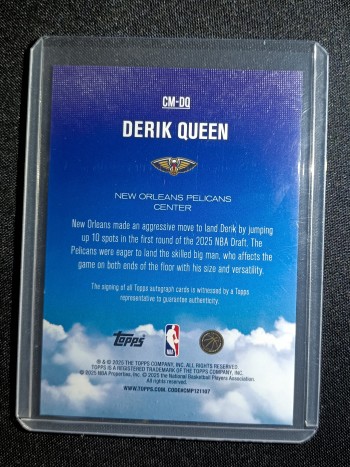 CM-DQ
DERIK QUEEN
NEW ORLEANS PELICANS
CENTER
New Orleans made an aggressive move to land Derik by jumping
up 10 spots in the first round of the 2025 NBA Draft. The
Pelicans were eager to land the skilled big man, who affects the
game on both ends of the floor with his size and versatility.
The signing of all Topps autograph cards is witnessed by a Topps
representative to guarantee authenticity.
Topps
NBA
® & © 2025 THE TOPPS COMPANY, INC. ALL RIGHTS RESERVED.
TOPPS IS A REGISTERED TRADEMARK OF THE TOPPS COMPANY, INC.
© 2025 NBA Properties, Inc. © 2025 the National Basketball Players Association.
All rights reserved.
WWW.TOPPS.COM. CODE#CMP121187